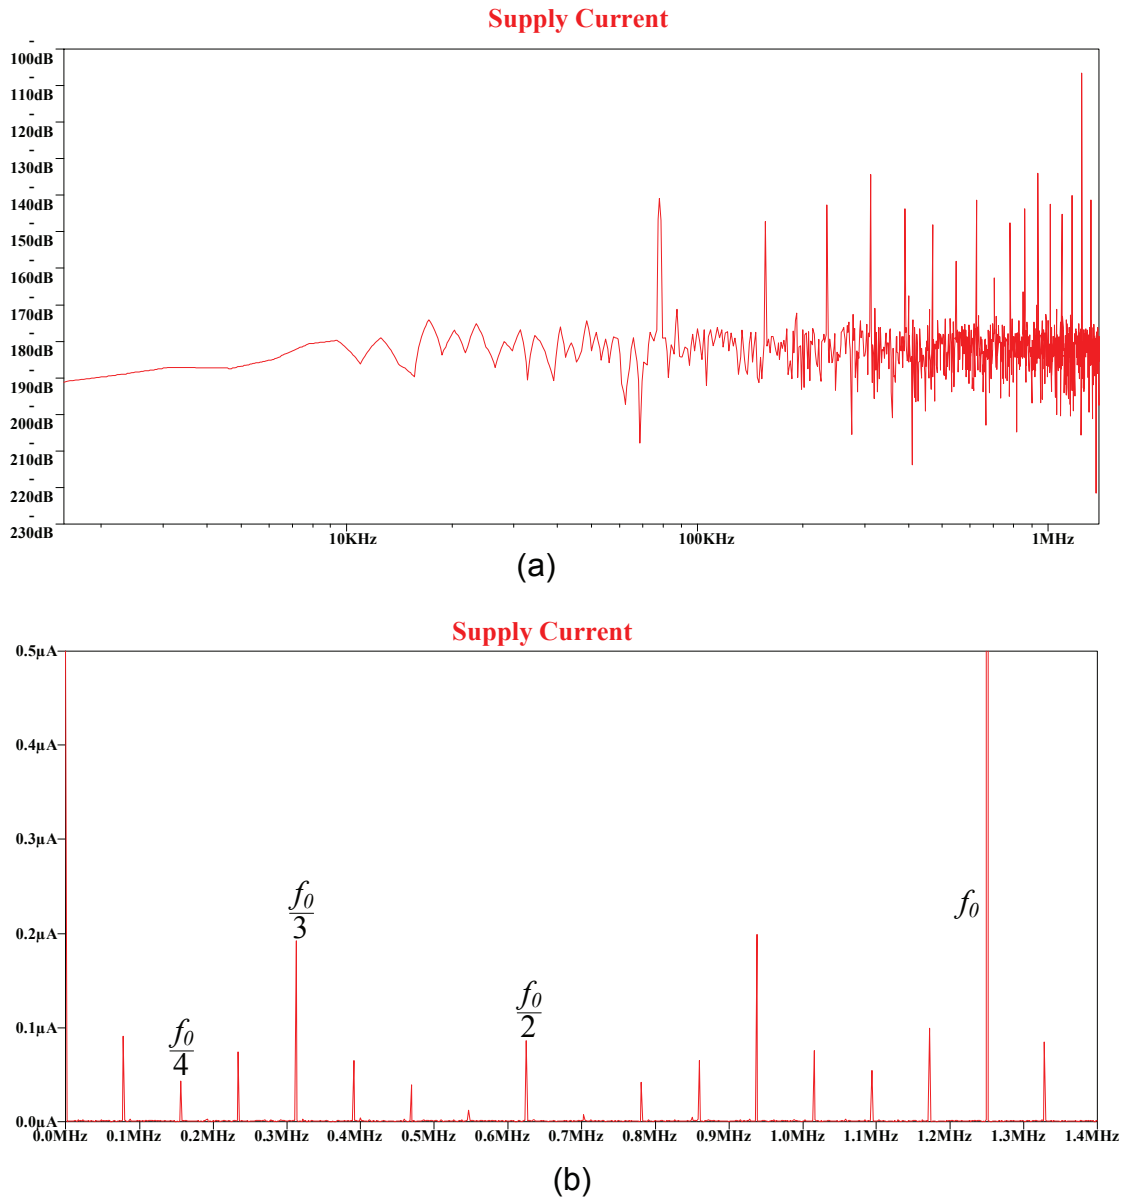 Supply Current
-
100dB
-
110dB
-
120dB
-
130dB
-
140dB
-
150dB
-
160dB
-
170dB
-
180dB
-
190dB
-
200dB
-
210dB
-
220dB
-
230dB
10KHz 100KHz 1MHz
(a)
Supply Current
0.5µA
0.4µA
0.3µA
0.2µA
0.1µA
0.0µA
f0/4
f0/3
f0/2
f0
0.0MHz 0.1MHz 0.2MHz 0.3MHz 0.4MHz 0.5MHz 0.6MHz 0.7MHz 0.8MHz 0.9MHz 1.0MHz 1.1MHz 1.2MHz 1.3MHz 1.4MHz
(b)